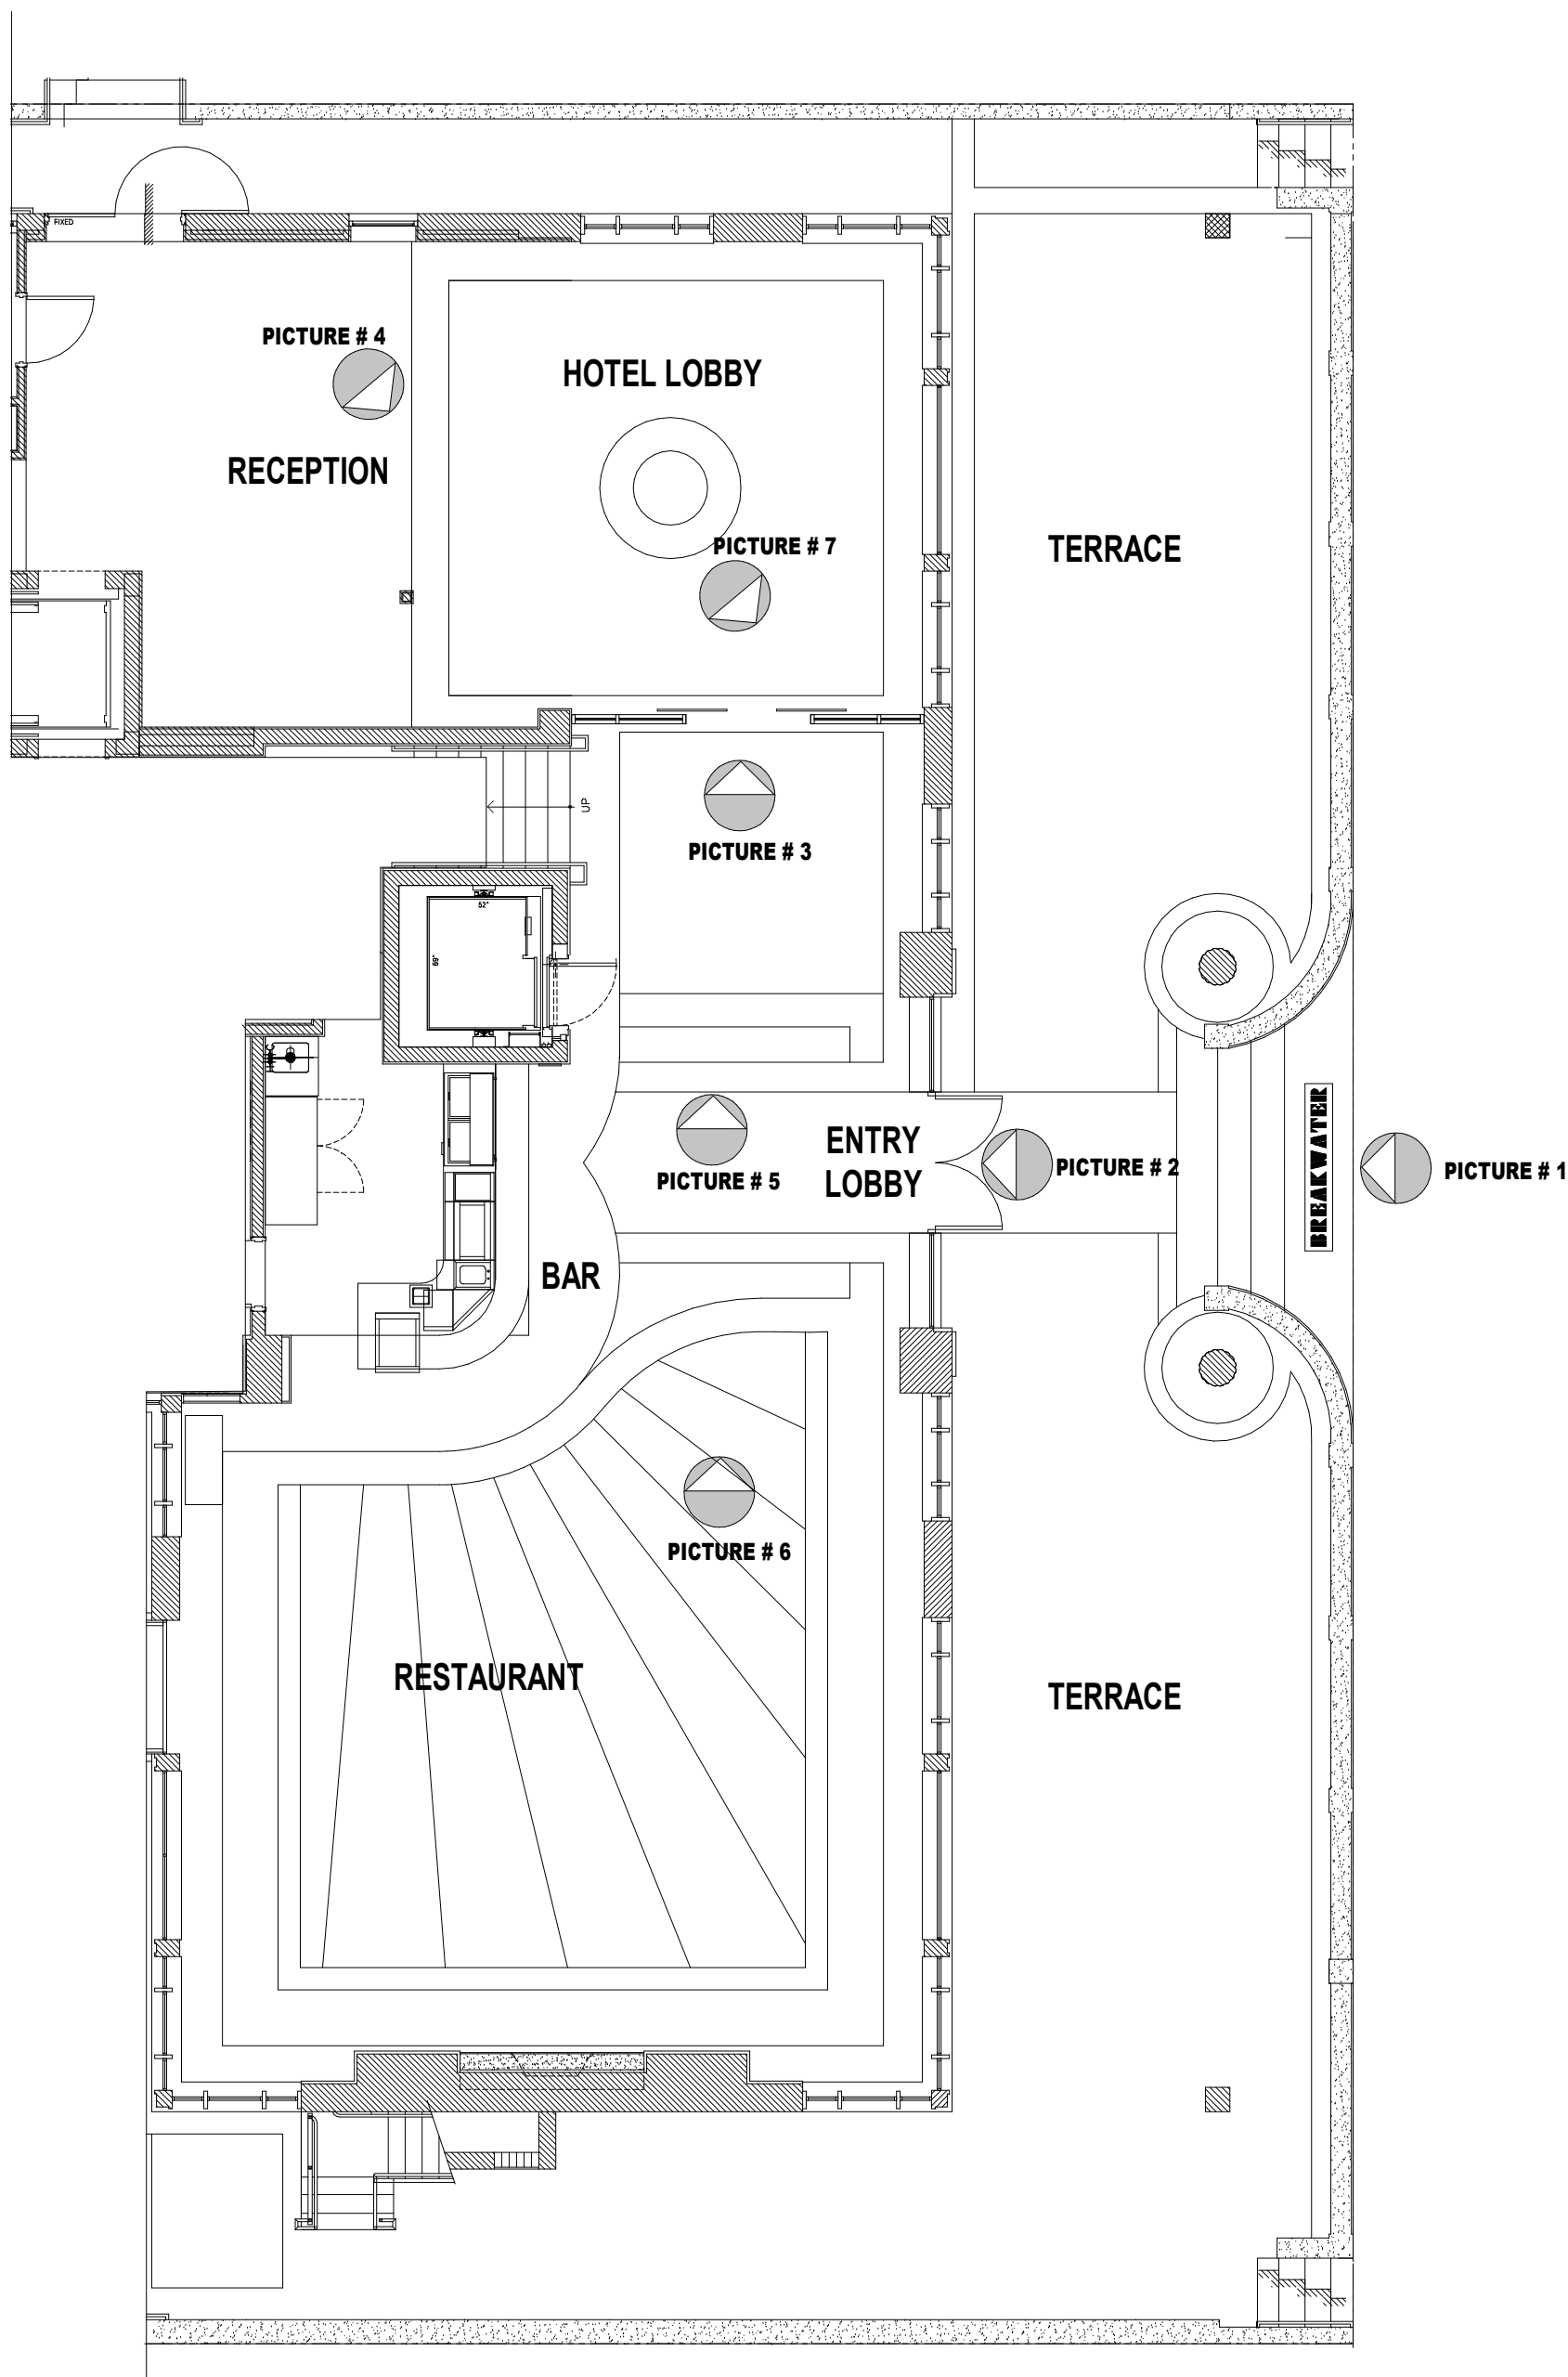 FIXED
PICTURE # 4
HOTEL LOBBY
RECEPTION
PICTURE # 7
TERRACE
UP
PICTURE # 3
52"
69"
BREAKWATER
ENTRY
LOBBY
PICTURE # 5
PICTURE # 2
PICTURE # 1
BAR
PICTURE # 6
RESTAURANT
TERRACE